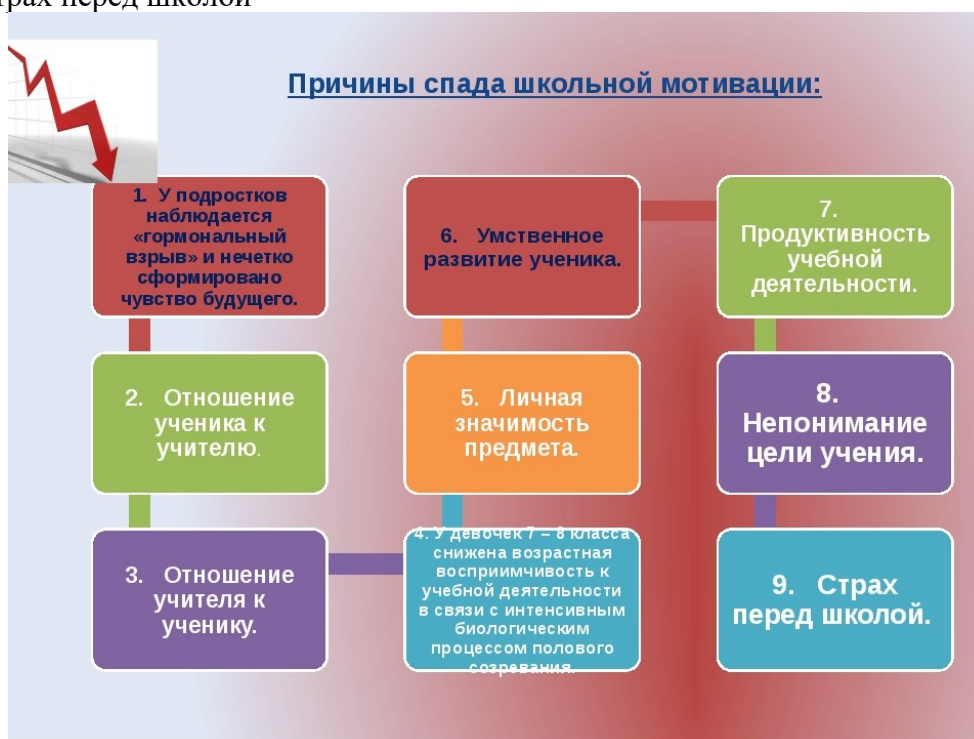 перед школой
Причины спада школьной мотивации:
1. У подростков
наблюдается
«гормональный
взрыв» и нечетко
сформировано
чувство будущего.
2. Отношение
ученика к
учителю.
3. Отношение
учителя к
ученику.
4. У девочек 7 – 8 класса
снижена возрастная
восприимчивость к
учебной деятельности
в связи с интенсивным
биологическим
процессом полового
созревания.
5. Личная
значимость
предмета.
6. Умственное
развитие ученика.
7.
Продуктивность
учебной
деятельности.
8.
Непонимание
цели учения.
9. Страх
перед школой.